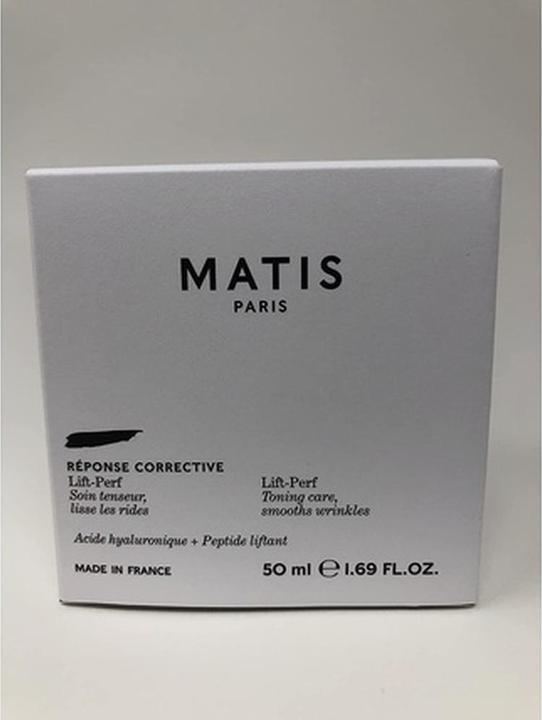 MATIS
PARIS
RÉPONSE CORRECTIVE
Lift-Perf
Soin tenseur,
lisse les rides
Lift-Perf
Toning care,
smooths wrinkles
Acide hyaluronique + Peptide liftant
MADE IN FRANCE
50 ml ℮ 1.69 FL.OZ.